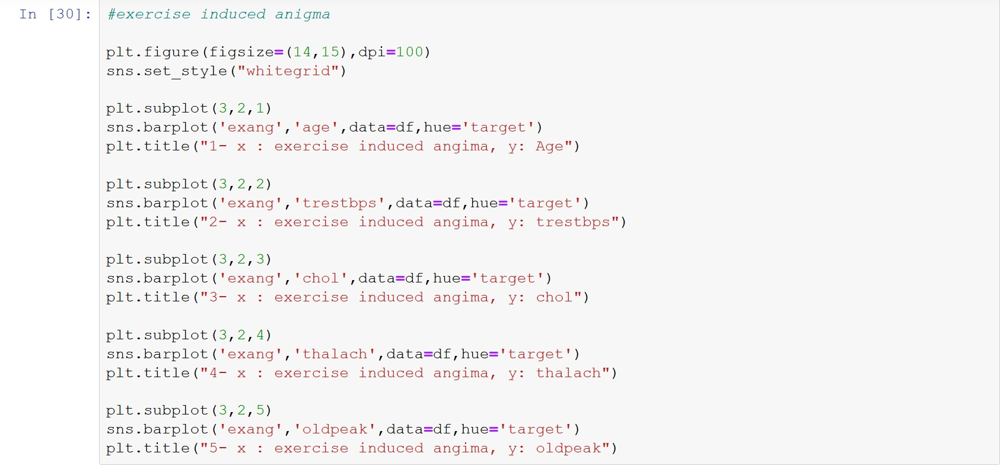 In [30]: #exercise induced anigma
plt.figure(figsize=(14,15),dpi=100)
sns.set_style("whitegrid")
plt.subplot(3,2,1)
sns.barplot('exang','age',data=df,hue='target')
plt.title("1- x : exercise induced angima, y: Age")
plt.subplot(3,2,2)
sns.barplot('exang','trestbps',data=df,hue='target')
plt.title("2- x : exercise induced angima, y: trestbps")
plt.subplot(3,2,3)
sns.barplot('exang','chol',data=df,hue='target')
plt.title("3- x : exercise induced angima, y: chol")
plt.subplot(3,2,4)
sns.barplot('exang','thalach',data=df,hue='target')
plt.title("4- x : exercise induced angima, y: thalach")
plt.subplot(3,2,5)
sns.barplot('exang','oldpeak',data=df,hue='target')
plt.title("5- x : exercise induced angima, y: oldpeak")